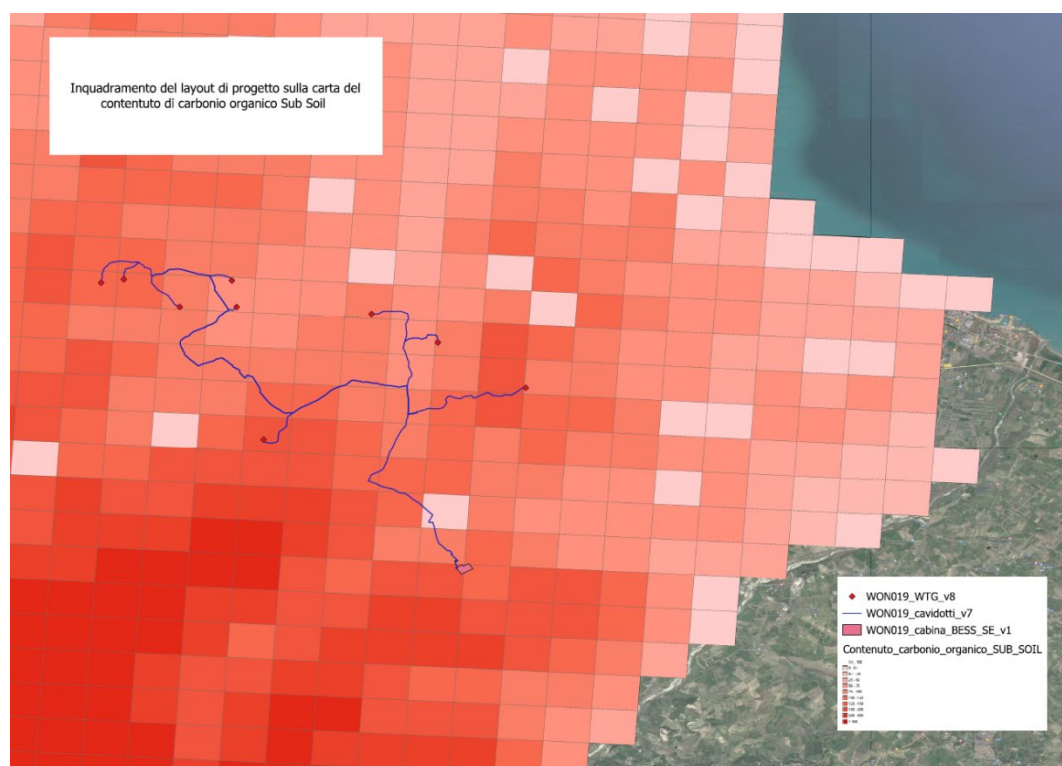 Inquadramento del layout di progetto sulla carta del
contentuto di carbonio organico Sub Soil
WON019_WTG_v8
WON019_cavidotti_v7
WON019_cabina_BESS_SE_v1
Contenuto_carbonio_organico_SUB_SOIL